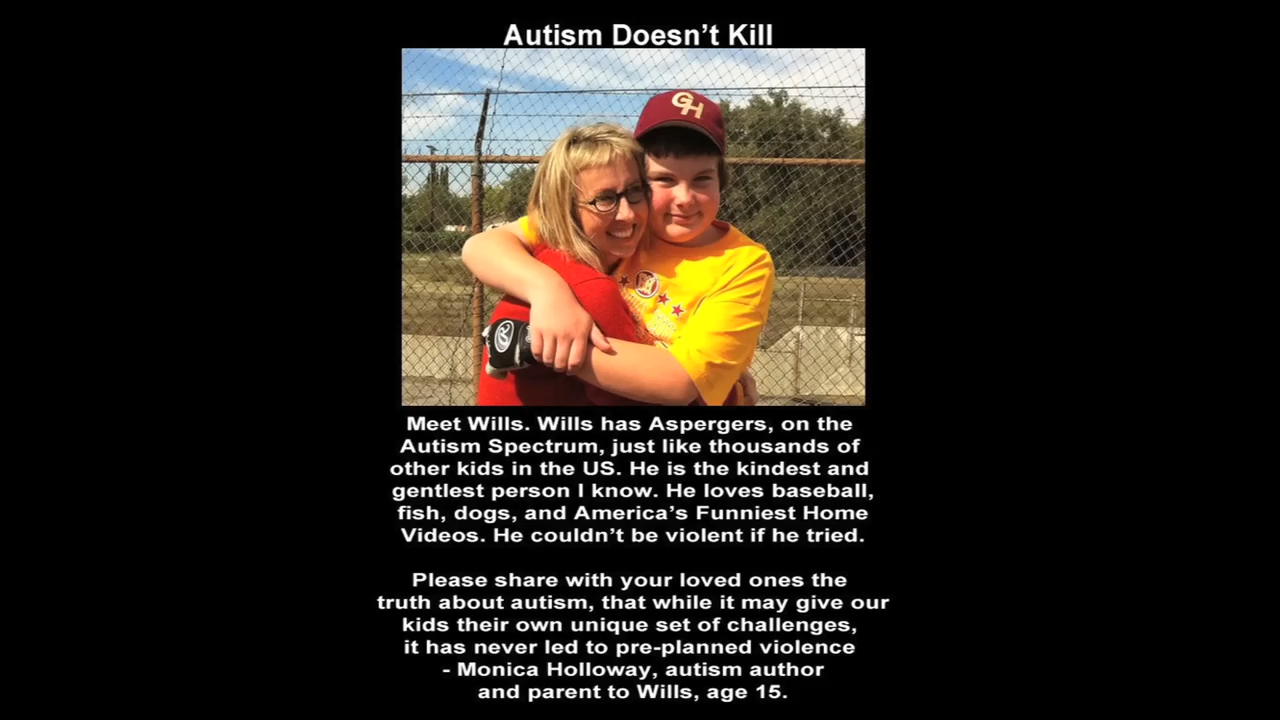 Autism Doesn't Kill
GH
R
Meet Wills. Wills has Aspergers, on the
Autism Spectrum, just like thousands of
other kids in the US. He is the kindest and
gentlest person I know. He loves baseball,
fish, dogs, and America's Funniest Home
Videos. He couldn't be violent if he tried.
Please share with your loved ones the
truth about autism, that while it may give our
kids their own unique set of challenges,
it has never led to pre-planned violence
- Monica Holloway, autism author
and parent to Wills, age 15.